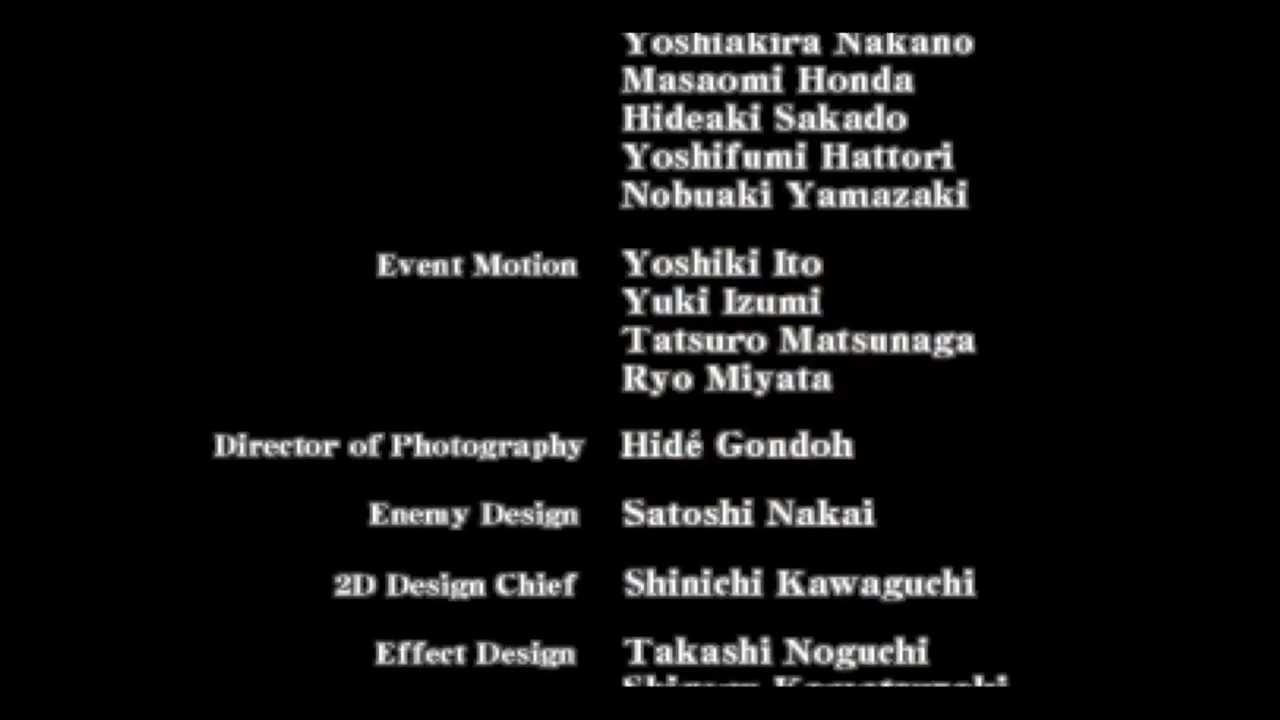 Yoshiakira Nakano
Masaomi Honda
Hideaki Sakado
Yoshifumi Hattori
Nobuaki Yamazaki
Event Motion Yoshiki Ito
Yuki Izumi
Tatsuro Matsunaga
Ryo Miyata
Director of Photography Hidé Gondoh
Enemy Design Satoshi Nakai
2D Design Chief Shinichi Kawaguchi
Effect Design Takashi Noguchi